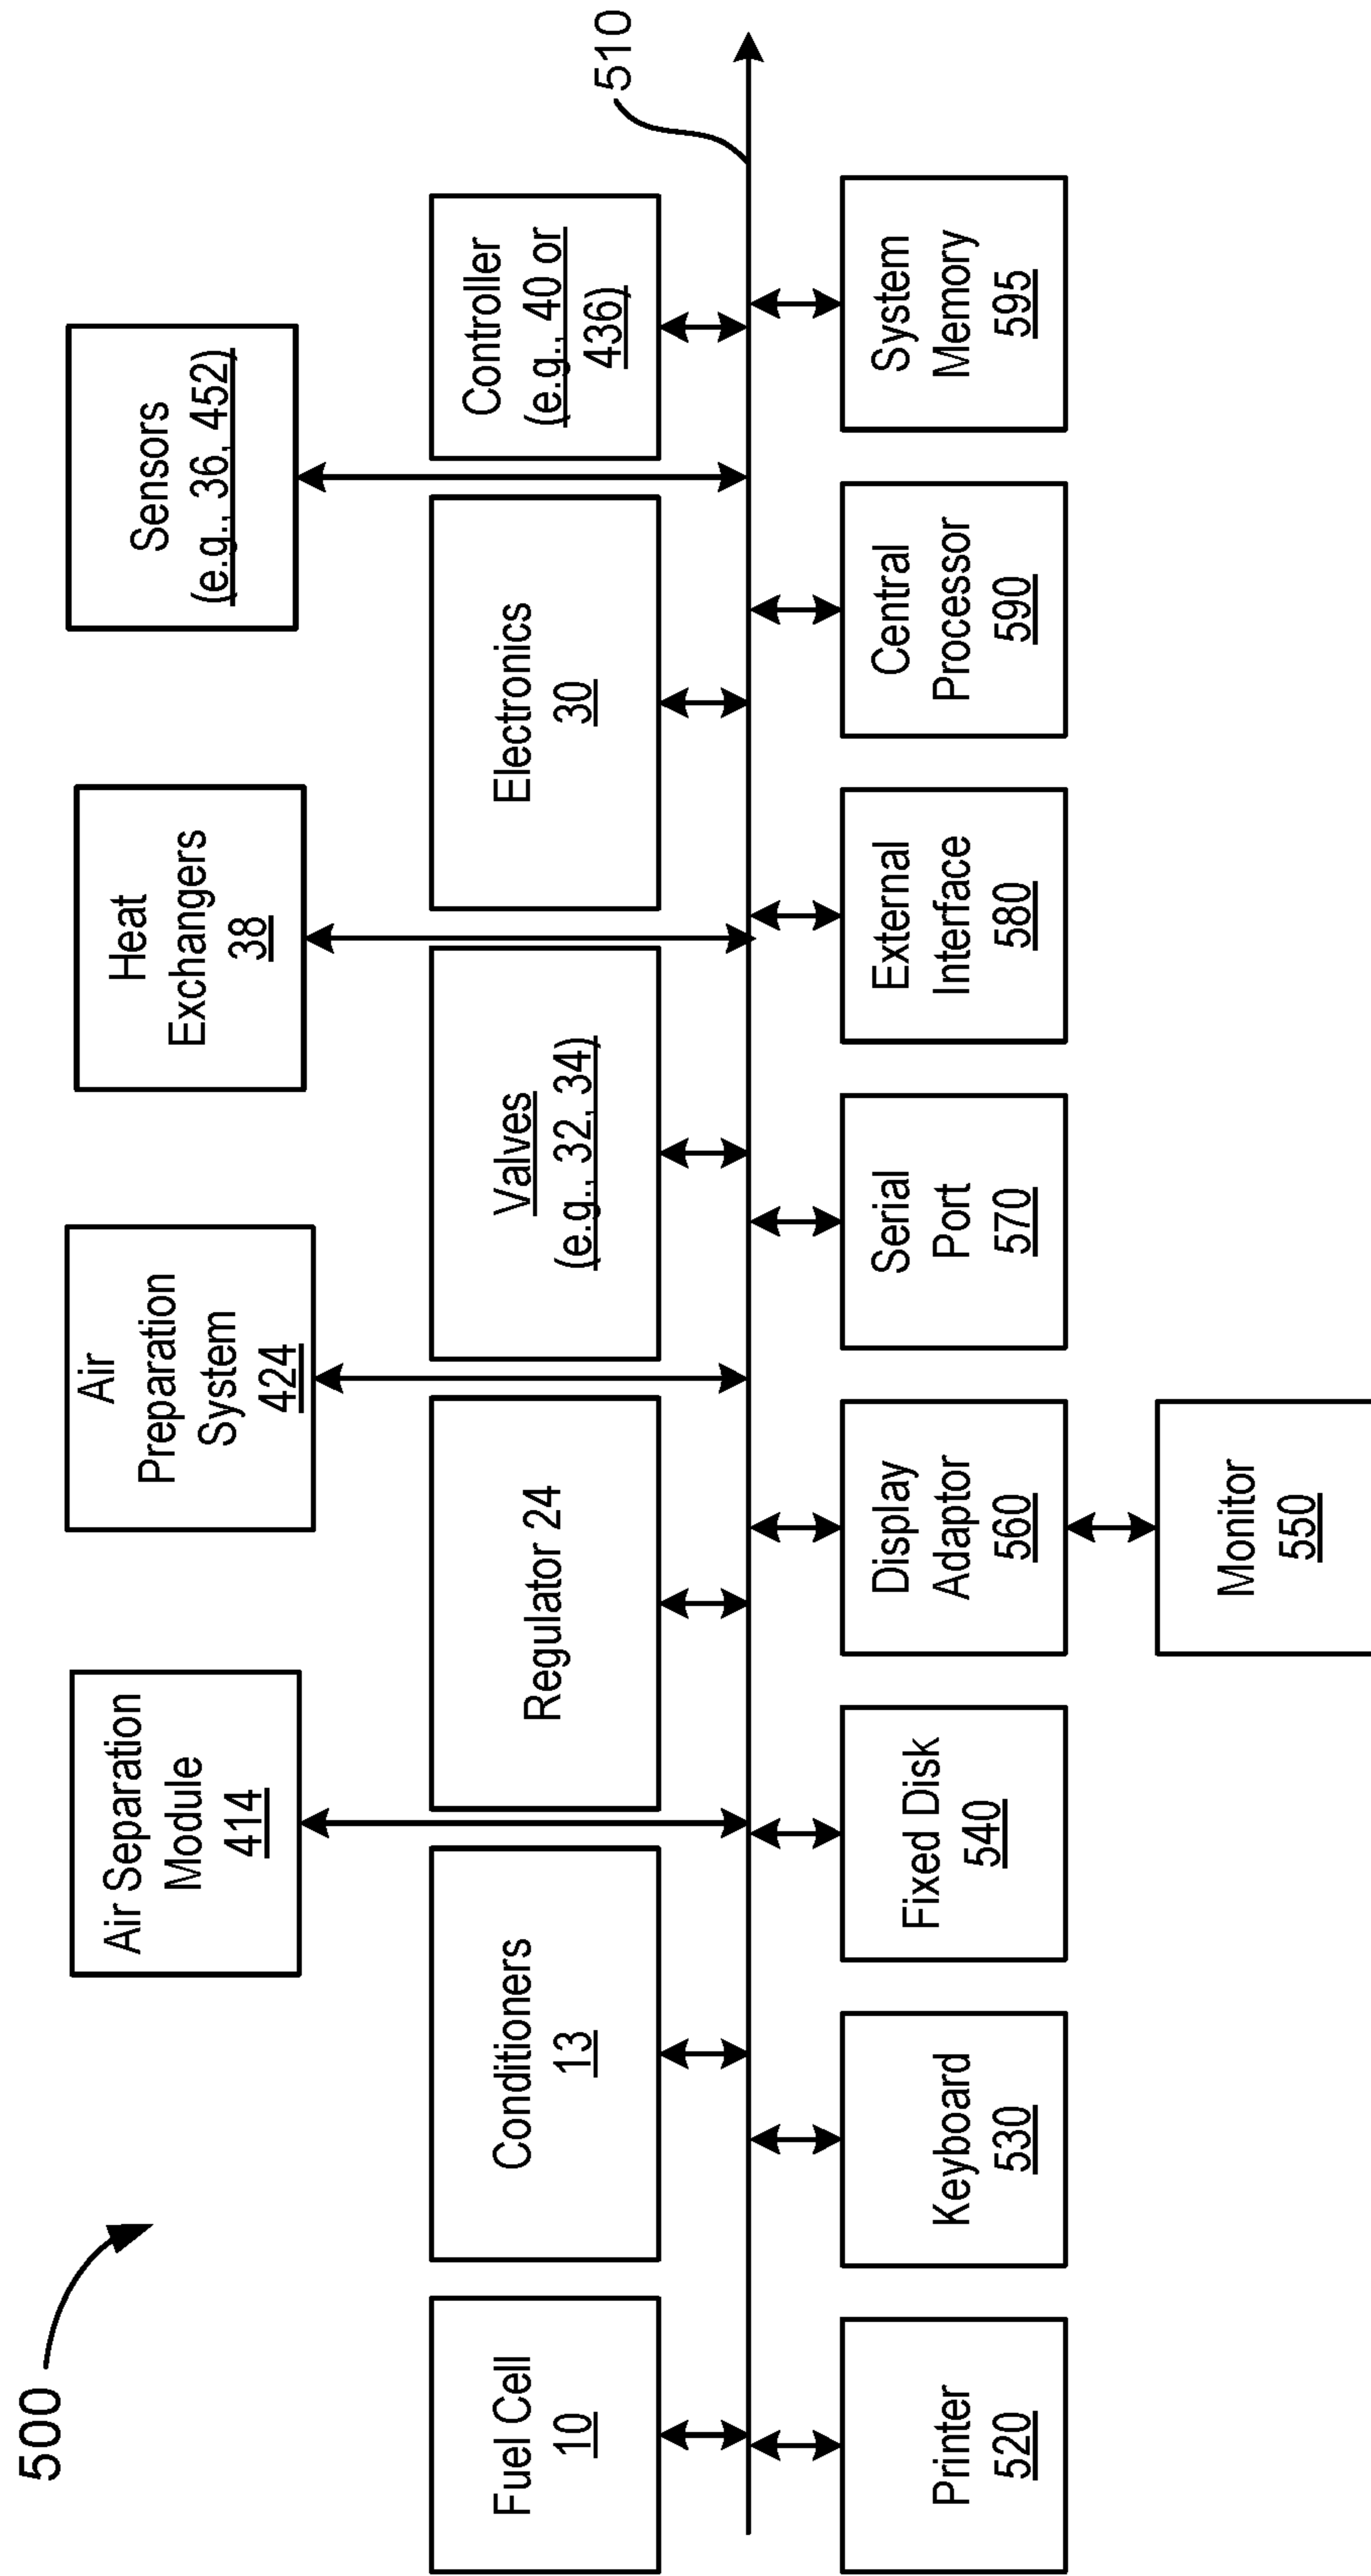 500
Air Separation
Module
414
Air
Preparation
System
424
Heat
Exchangers
38
Sensors
(e.g., 36, 452)
Fuel Cell
10
Conditioners
13
Regulator 24
Valves
(e.g., 32, 34)
Electronics
30
Controller
(e.g., 40 or
436)
510
Printer
520
Keyboard
530
Fixed Disk
540
Display
Adaptor
560
Serial
Port
570
External
Interface
580
Central
Processor
590
System
Memory
595
Monitor
550